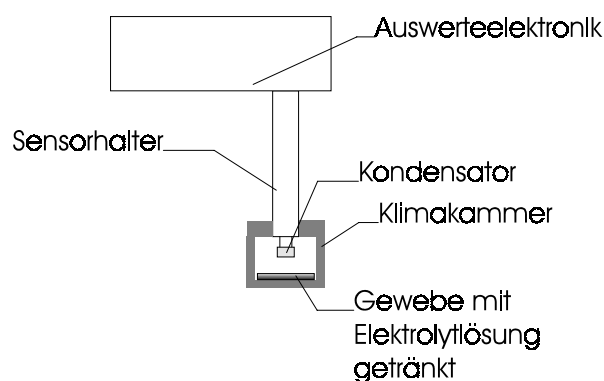 Auswerteelektronik
Sensorhalter
Kondensator
Klimakammer
Gewebe mit
Elektrolytlösung
getränkt